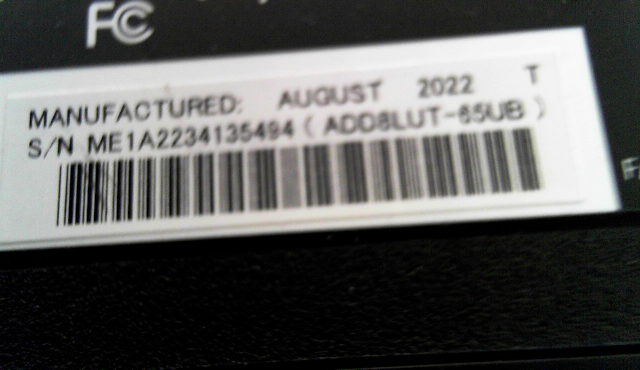 FC
MANUFACTURED: AUGUST 2022 T
S/N ME1A2234135494 ( ADD8LUT-65UB )